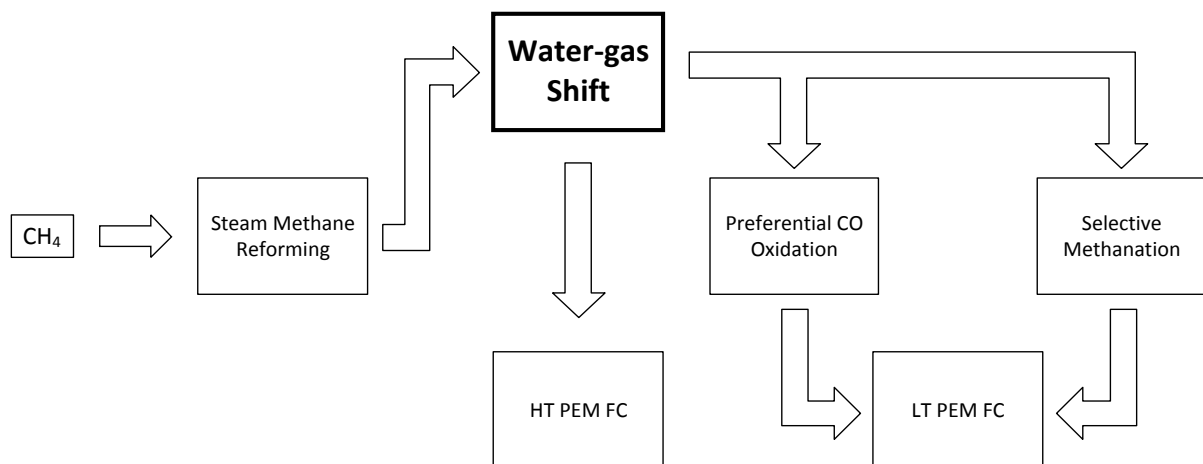 Water-gas
Shift
CH₄
Steam Methane
Reforming
Preferential CO
Oxidation
Selective
Methanation
HT PEM FC
LT PEM FC